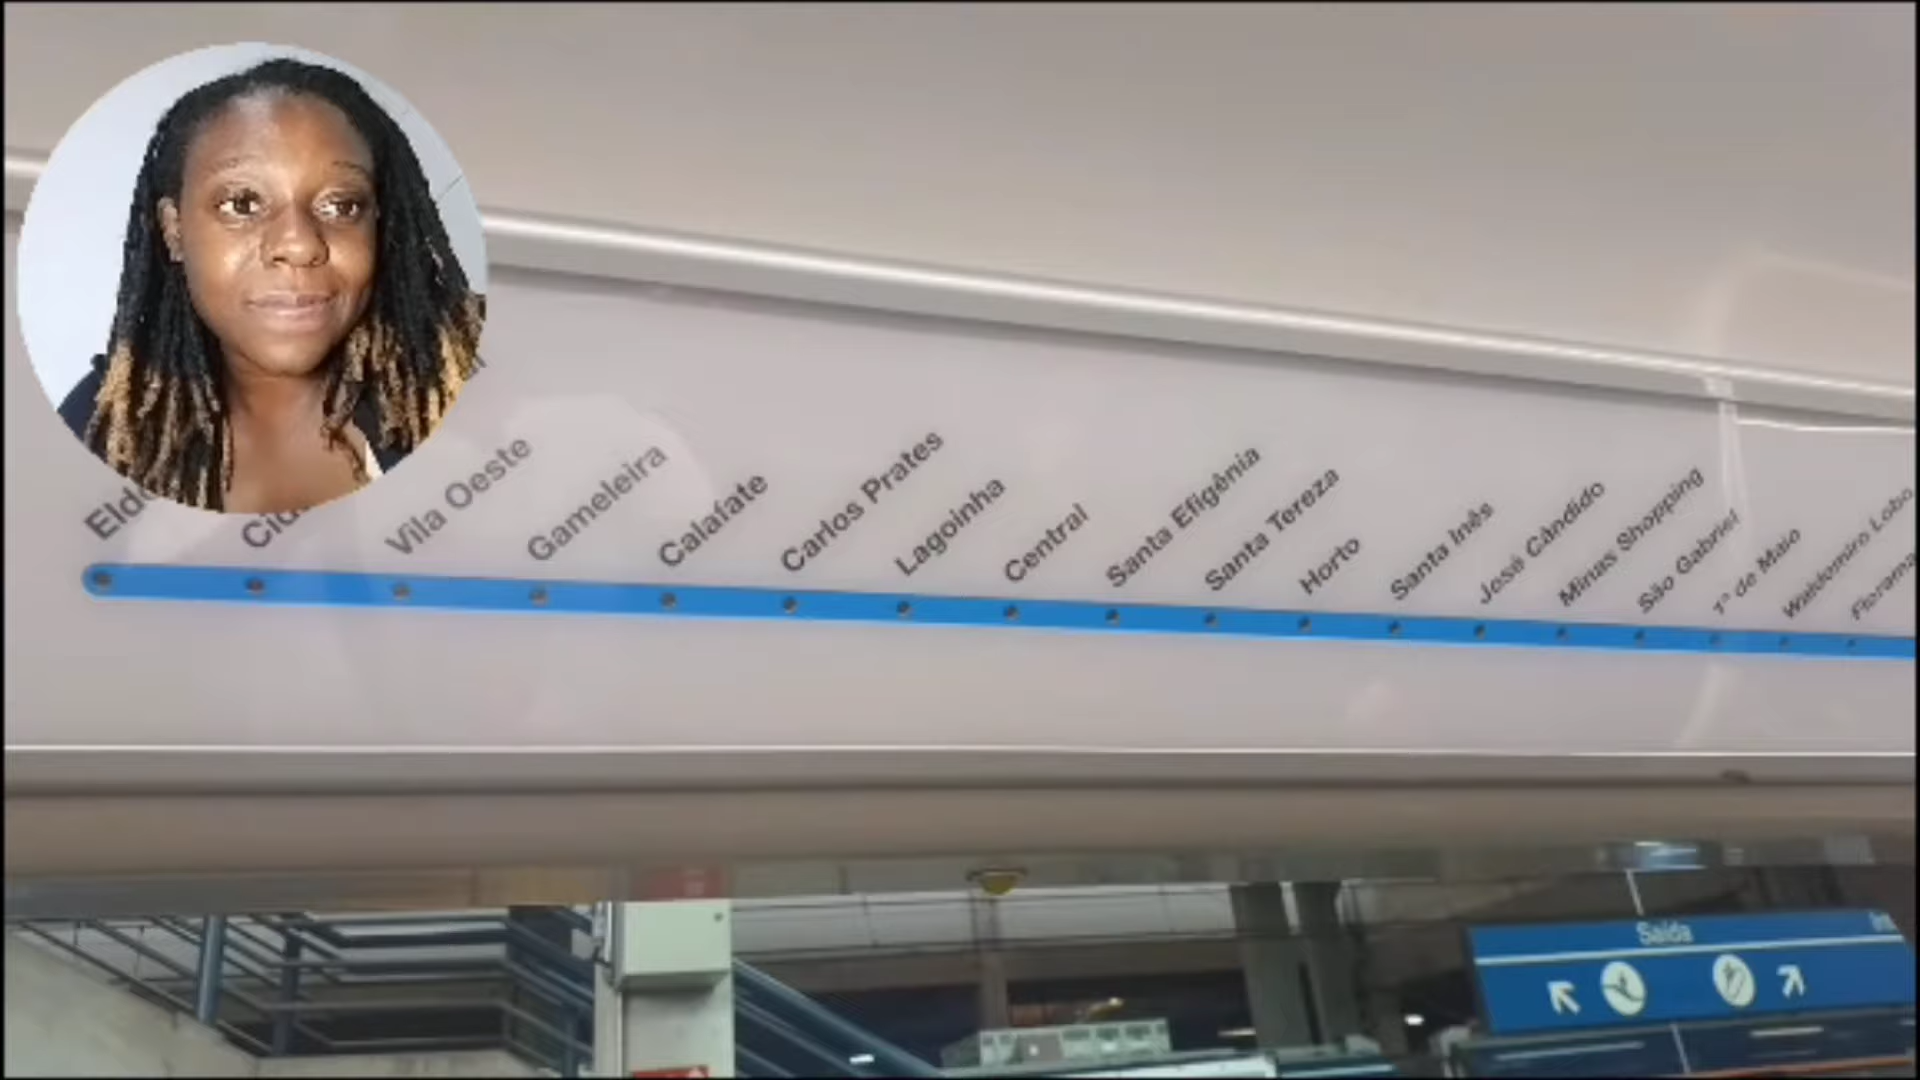 Vila Oeste
Gameleira
Calafate
Carlos Prates
Lagoinha
Central
Santa Efigênia
Santa Tereza
Horto
Santa Inês
José Cândido
Minas Shopping
São Gabriel
1º de Maio
Waldomiro Lobo
Saída